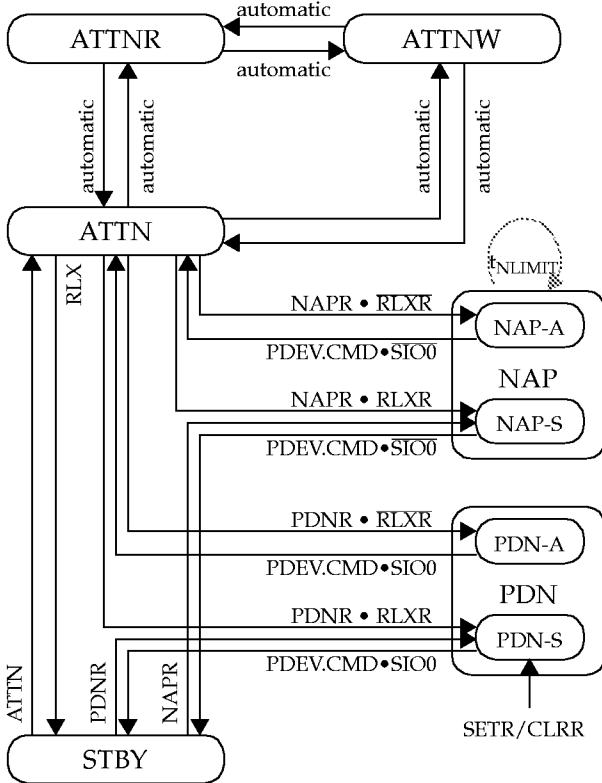 automatic
ATTNR
ATTNW
automatic
automatic
automatic
automatic
automatic
ATTN
RLX
tNLIMIT
NAPR • RLXR
NAP-A
PDEV.CMD•SIO0
NAP
NAPR • RLXR
NAP-S
PDEV.CMD•SIO0
PDNR • RLXR
PDN-A
PDEV.CMD•SIO0
PDN
PDNR • RLXR
PDN-S
PDEV.CMD•SIO0
ATTN
PDNR
NAPR
SETR/CLRR
STBY